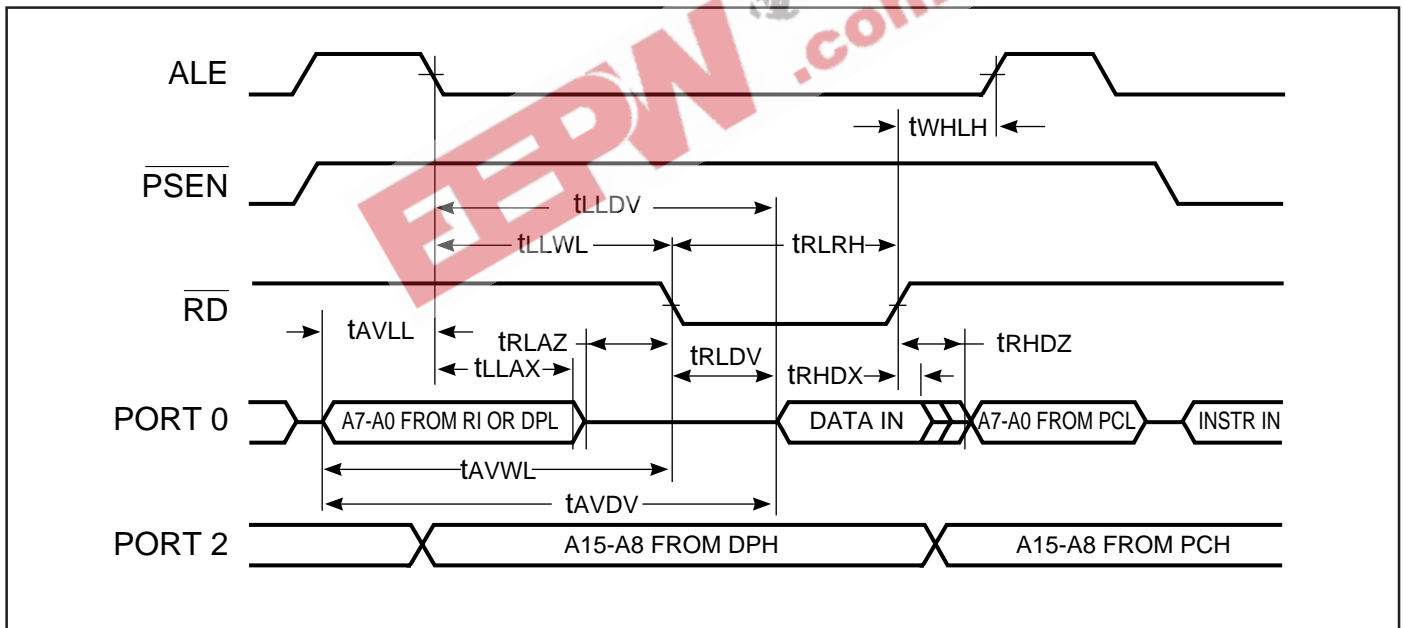 EEPW
.com
ALE
tWHLH
PSEN
tLLDV
tLLWL
tRLRH
RD
tAVLL
tRLAZ
tRHDZ
tLLAX
tRLDV
tRHDX
PORT 0
A7-A0 FROM RI OR DPL
DATA IN
A7-A0 FROM PCL
INSTR IN
tAVWL
tAVDV
PORT 2
A15-A8 FROM DPH
A15-A8 FROM PCH